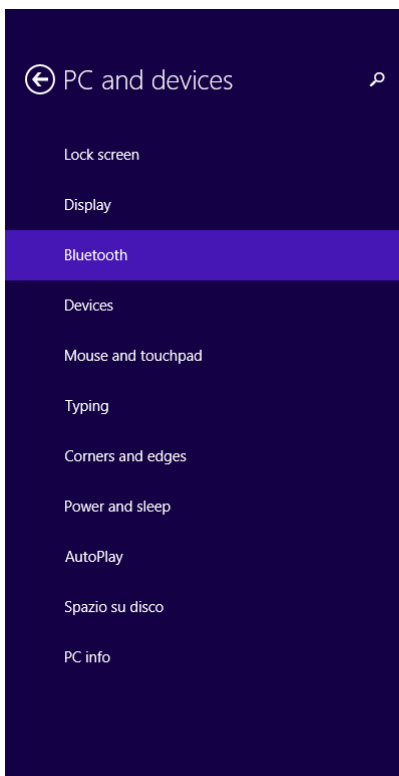 PC and devices
Lock screen
Display
Bluetooth
Devices
Mouse and touchpad
Typing
Corners and edges
Power and sleep
AutoPlay
Spazio su disco
PC info